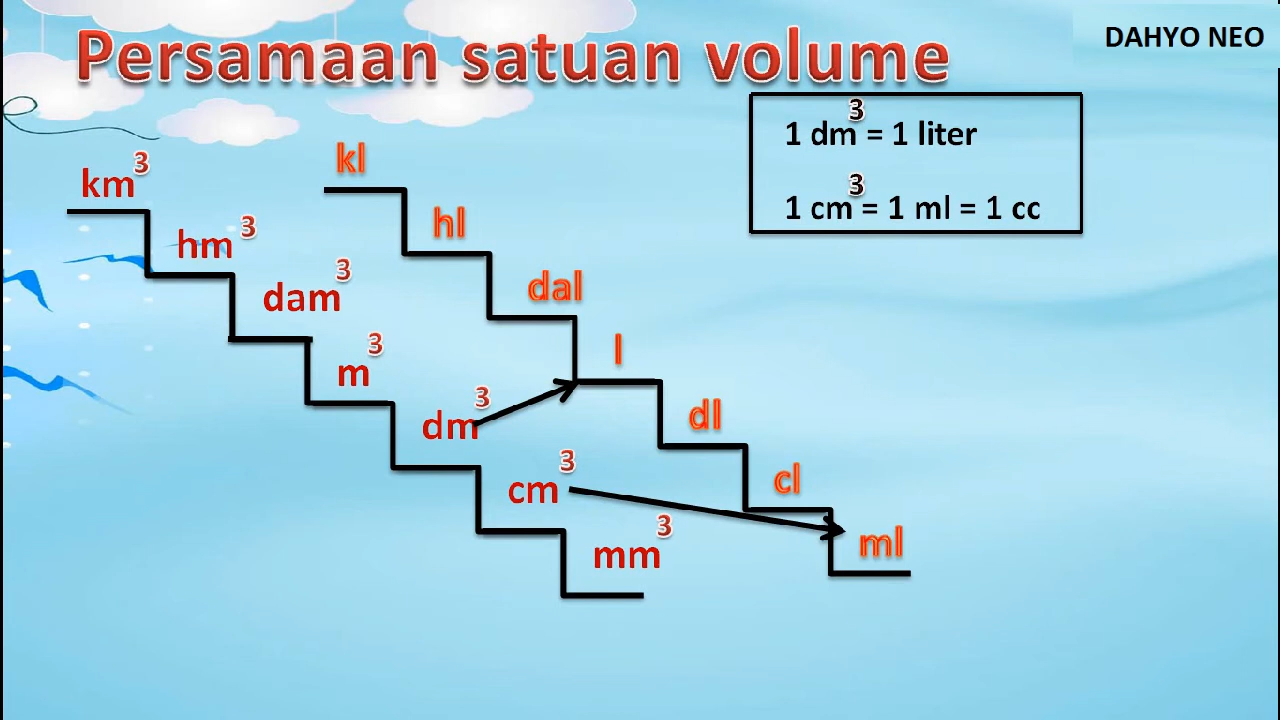 Persamaan satuan volume
DAHYO NEO
1 dm³ = 1 liter
1 cm³ = 1 ml = 1 cc
km³
hm³
dam³
m³
dm³
cm³
mm³
kl
hl
dal
l
dl
cl
ml